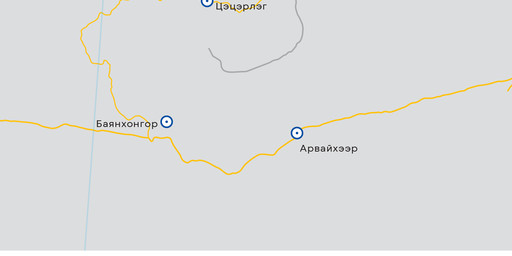 Цэцэрлэг
Баянхонгор
Арвайхээр